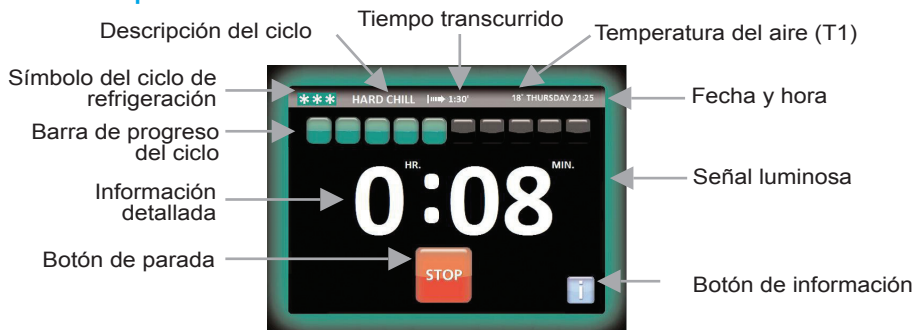 Tiempo transcurrido
Descripción del ciclo
Temperatura del aire (T1)
Símbolo del ciclo de
refrigeración
Barra de progreso
del ciclo
Información
detallada
Botón de parada
*** HARD CHILL 1:30' 18° THURSDAY 21:25
HR. MIN.
0:08
STOP
i
Fecha y hora
Señal luminosa
Botón de información